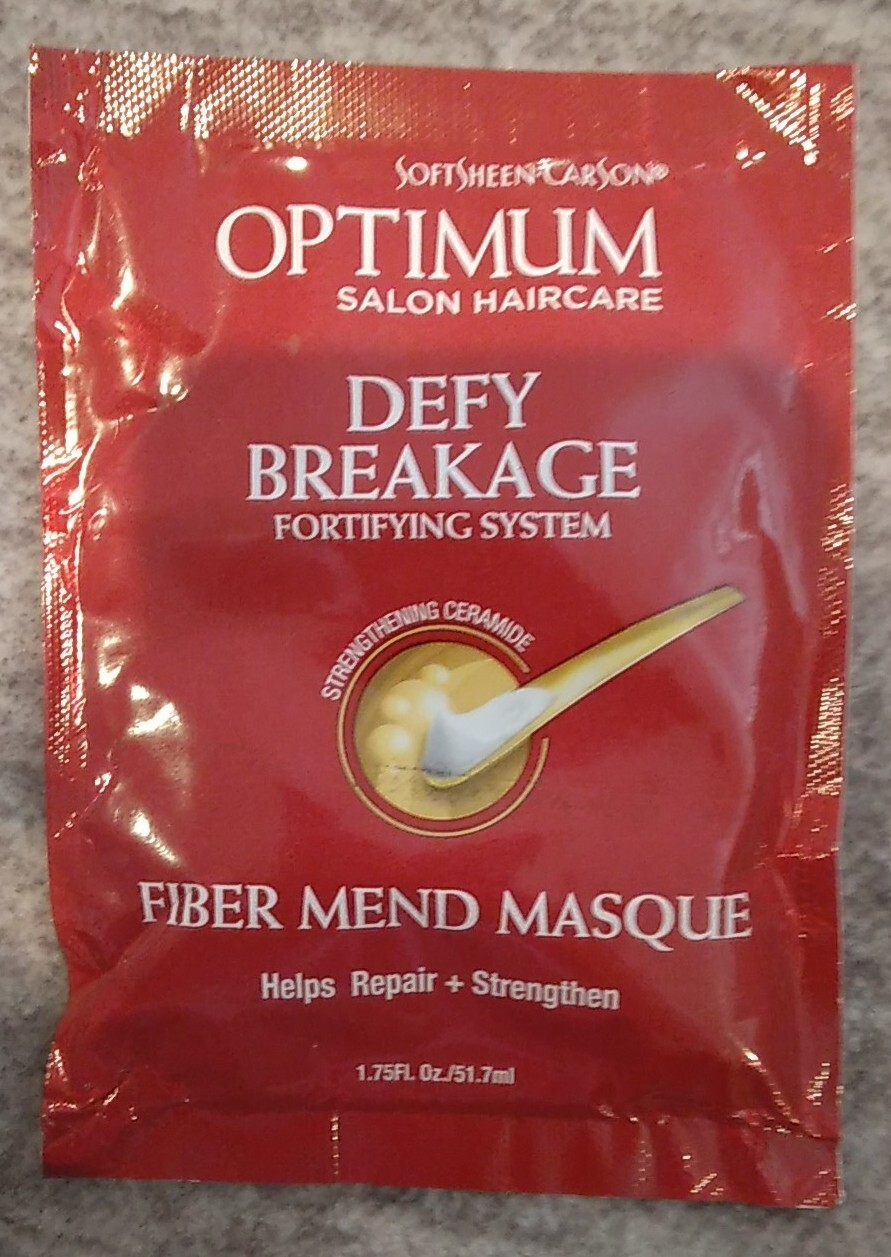 SOFTSHEEN-CARSON®
OPTIMUM
SALON HAIRCARE
DEFY
BREAKAGE
FORTIFYING SYSTEM
STRENGTHENING CERAMIDE
FIBER MEND MASQUE
Helps Repair + Strengthen
1.75Fl. Oz./51.7ml